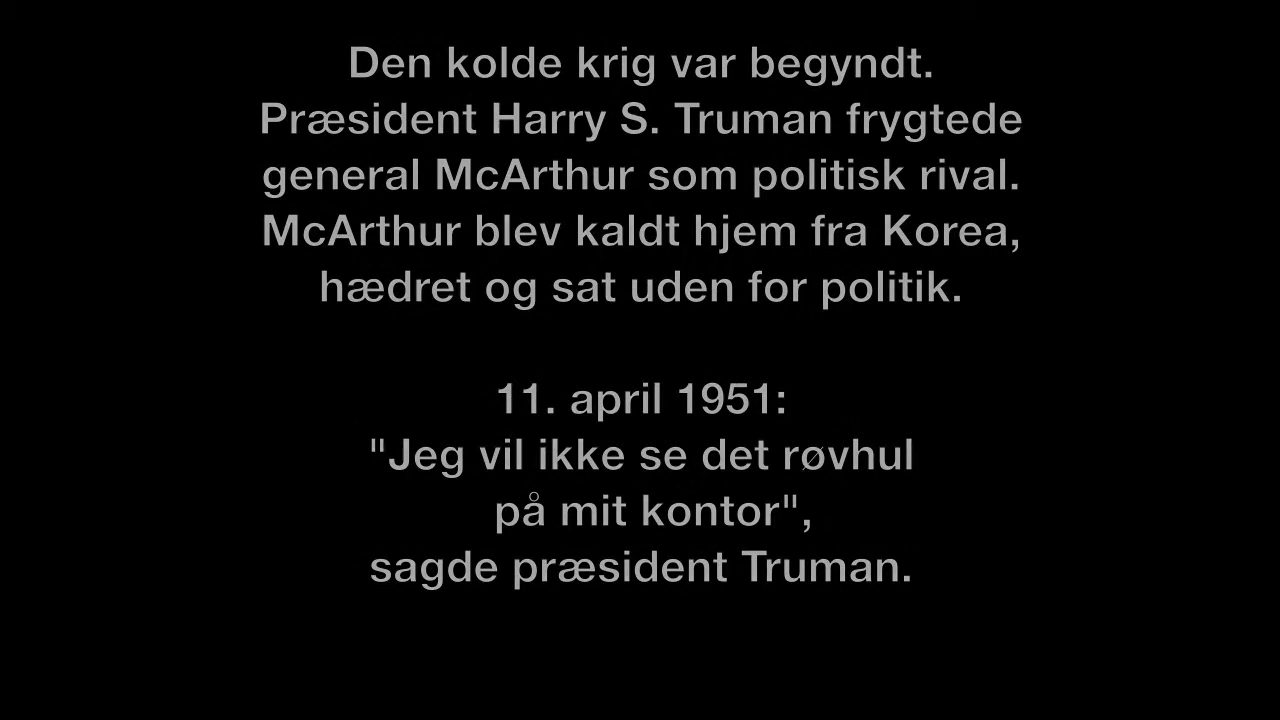 Den kolde krig var begyndt.
Præsident Harry S. Truman frygtede
general McArthur som politisk rival.
McArthur blev kaldt hjem fra Korea,
hædret og sat uden for politik.
11. april 1951:
"Jeg vil ikke se det røvhul
på mit kontor",
sagde præsident Truman.